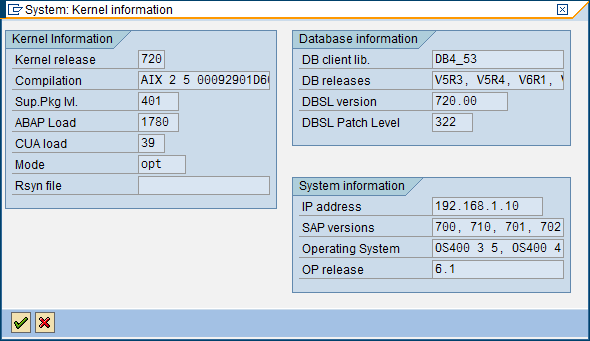 System: Kernel information
Kernel Information
Kernel release 720
Compilation AIX 2 5 00092901D60
Sup.Pkg lvl. 401
ABAP Load 1780
CUA load 39
Mode opt
Rsyn file
Database information
DB client lib. DB4_53
DB releases V5R3, V5R4, V6R1,
DBSL version 720.00
DBSL Patch Level 322
System information
IP address 192.168.1.10
SAP versions 700, 710, 701, 702
Operating System OS400 3 5, OS400 4
OP release 6.1